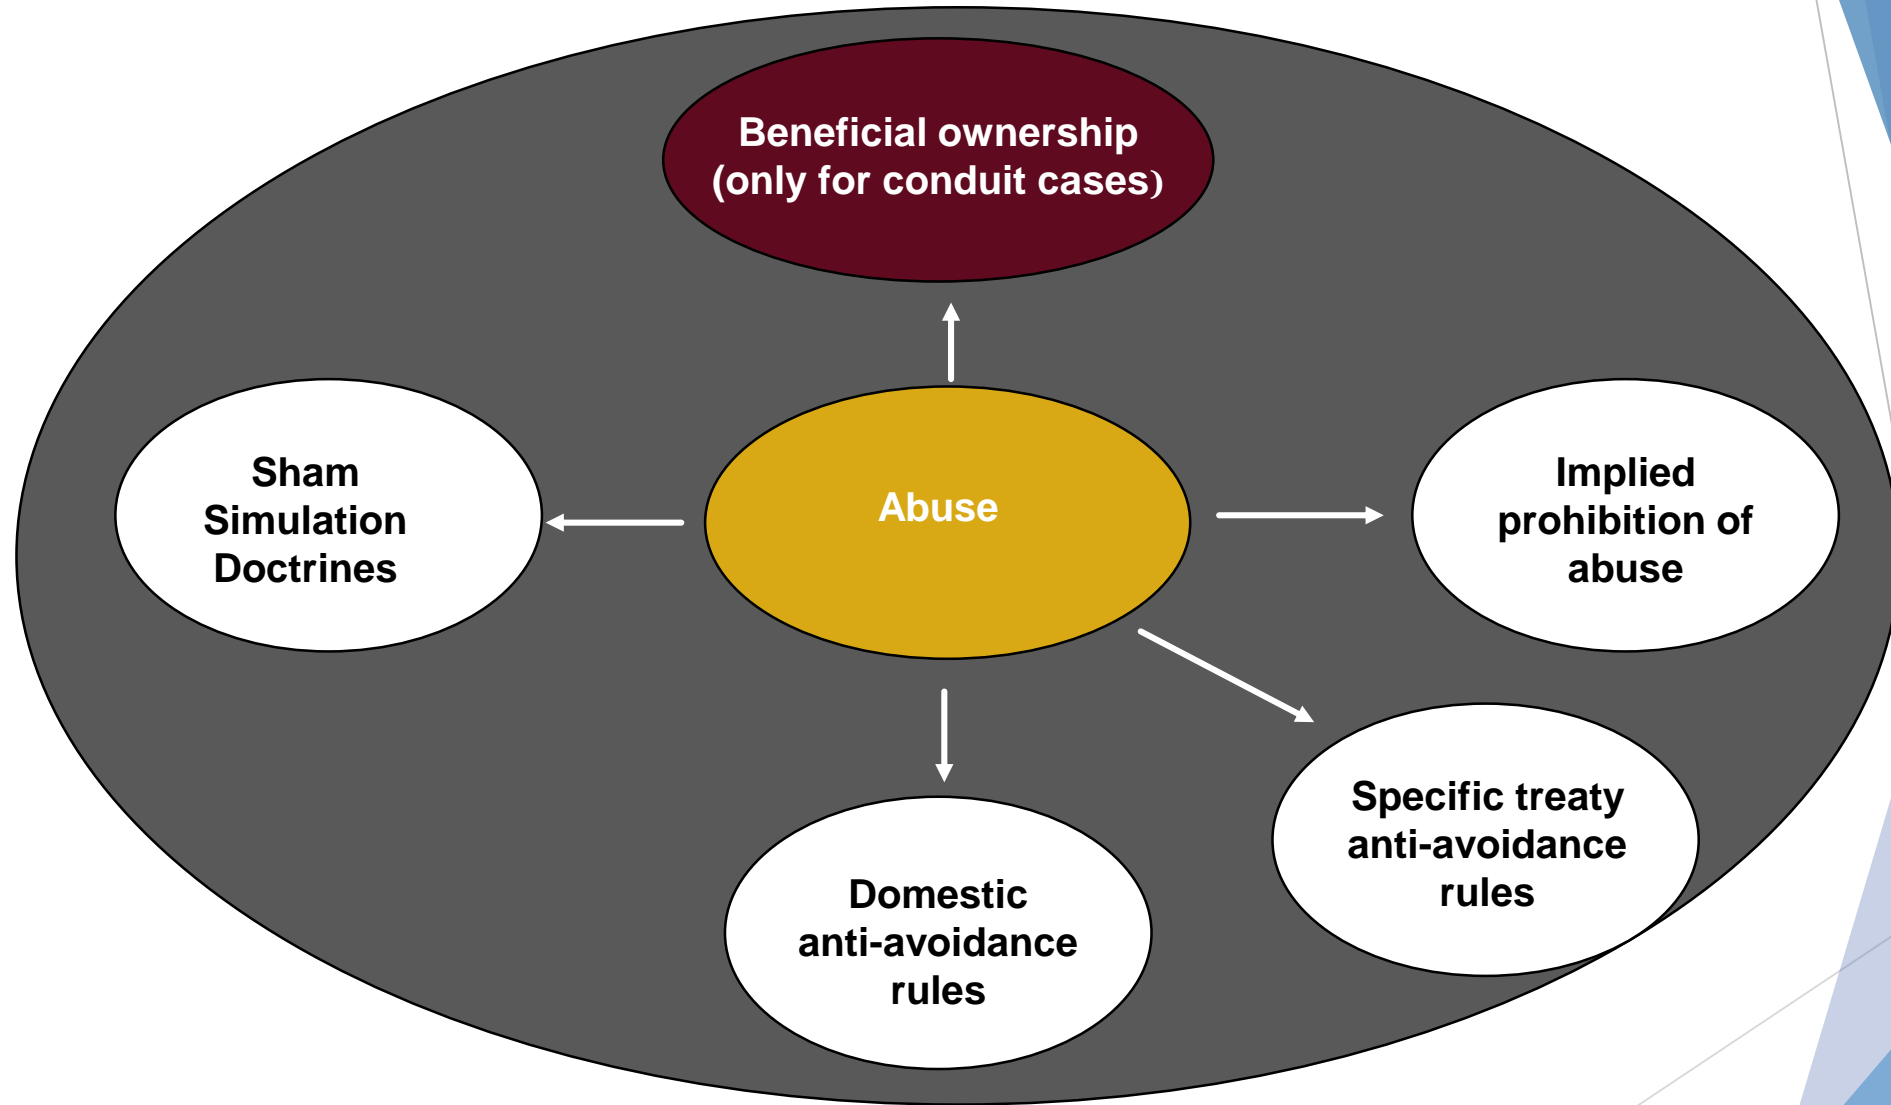 Beneficial ownership
(only for conduit cases)
Sham
Simulation
Doctrines
Abuse
Implied
prohibition of
abuse
Specific treaty
anti-avoidance
rules
Domestic
anti-avoidance
rules